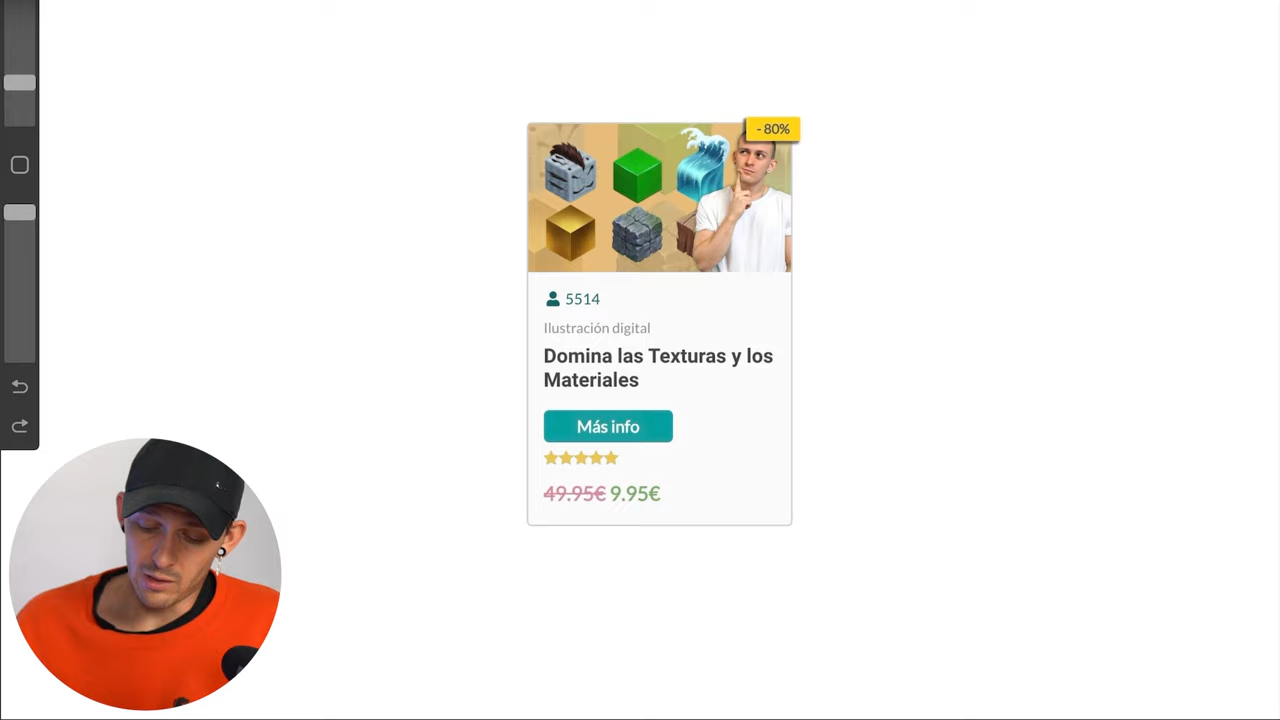 - 80%
5514
Ilustración digital
Domina las Texturas y los
Materiales
Más info
49.95€ 9.95€